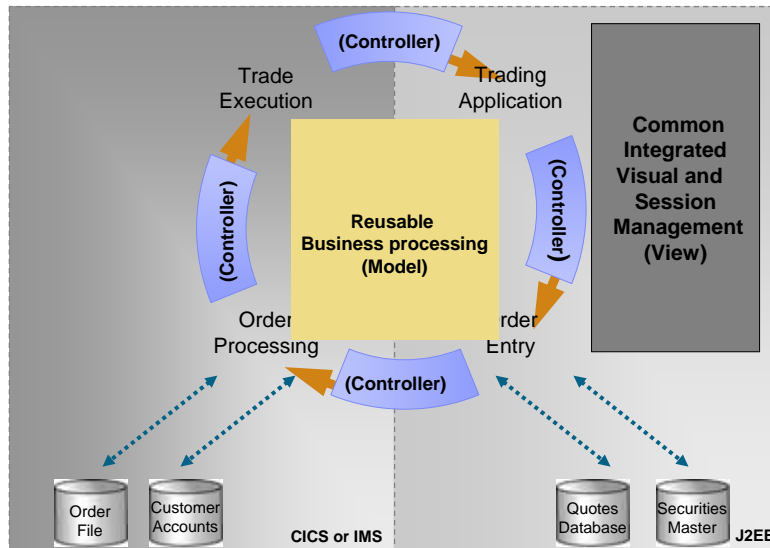 (Controller)
Trade
Execution
Trading
Application
Common
Integrated
Visual and
Session
Management
(View)
(Controller)
(Controller)
Reusable
Business processing
(Model)
Order
Processing
Order
Entry
(Controller)
Order
File
Customer
Accounts
Quotes
Database
Securities
Master
CICS or IMS
J2EE